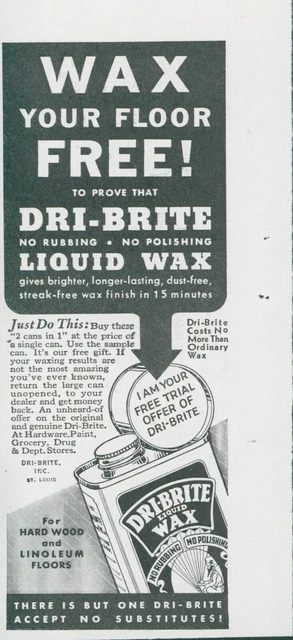 WAX
YOUR FLOOR
FREE!
TO PROVE THAT
DRI-BRITE
NO RUBBING • NO POLISHING
LIQUID WAX
gives brighter, longer-lasting, dust-free,
streak-free wax finish in 15 minutes
Just Do This: Buy these
"2 cans in 1" at the price of
a single can. Use the sample
can. It's our free gift. If
your waxing results are
not the most amazing
you've ever known,
return the large can
unopened, to your
dealer and get money
back. An unheard-of
offer on the original
and genuine Dri-Brite.
At Hardware, Paint,
Grocery, Drug
& Dept. Stores.
DRI-BRITE,
INC.
ST. LOUIS
Dri-Brite
Costs No
More Than
Ordinary
Wax
I AM YOUR
FREE TRIAL
OFFER OF
DRI-BRITE
DRI-BRITE
LIQUID
WAX
NO RUBBING NO POLISHING
For
HARD WOOD
and
LINOLEUM
FLOORS
THERE IS BUT ONE DRI-BRITE
ACCEPT NO SUBSTITUTES!